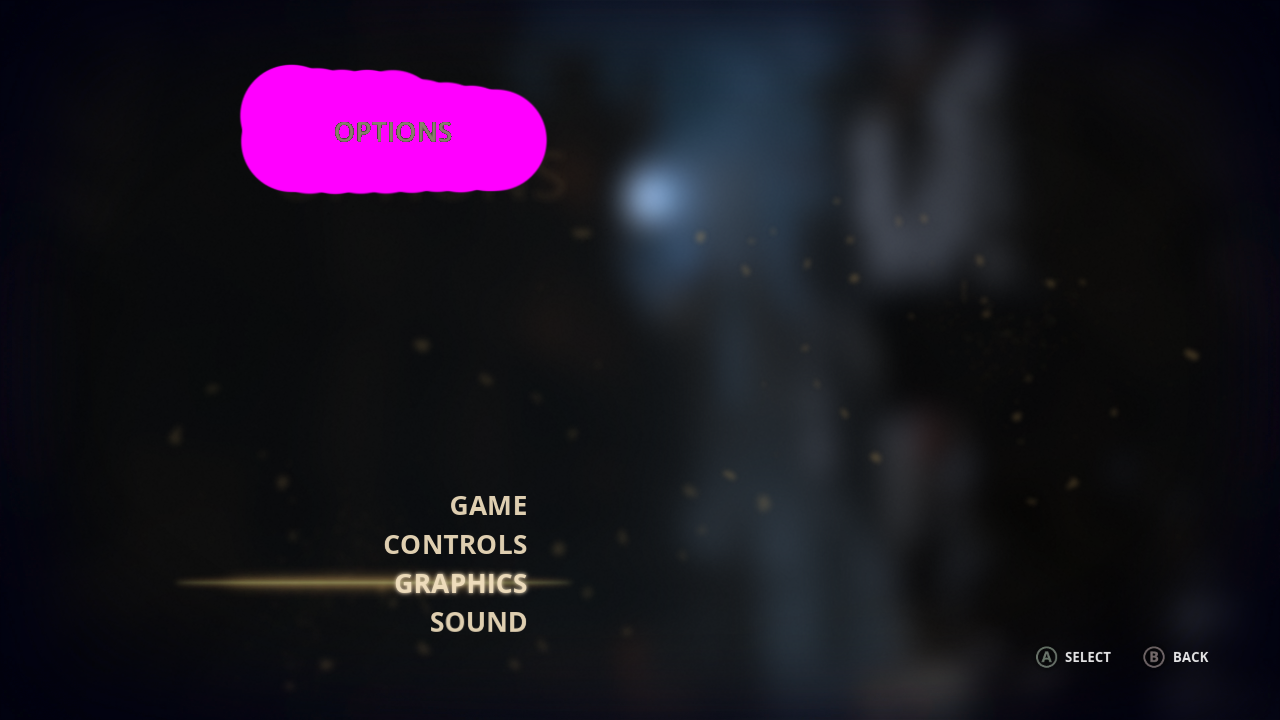 OPTIONS
GAME
CONTROLS
GRAPHICS
SOUND
A SELECT B BACK